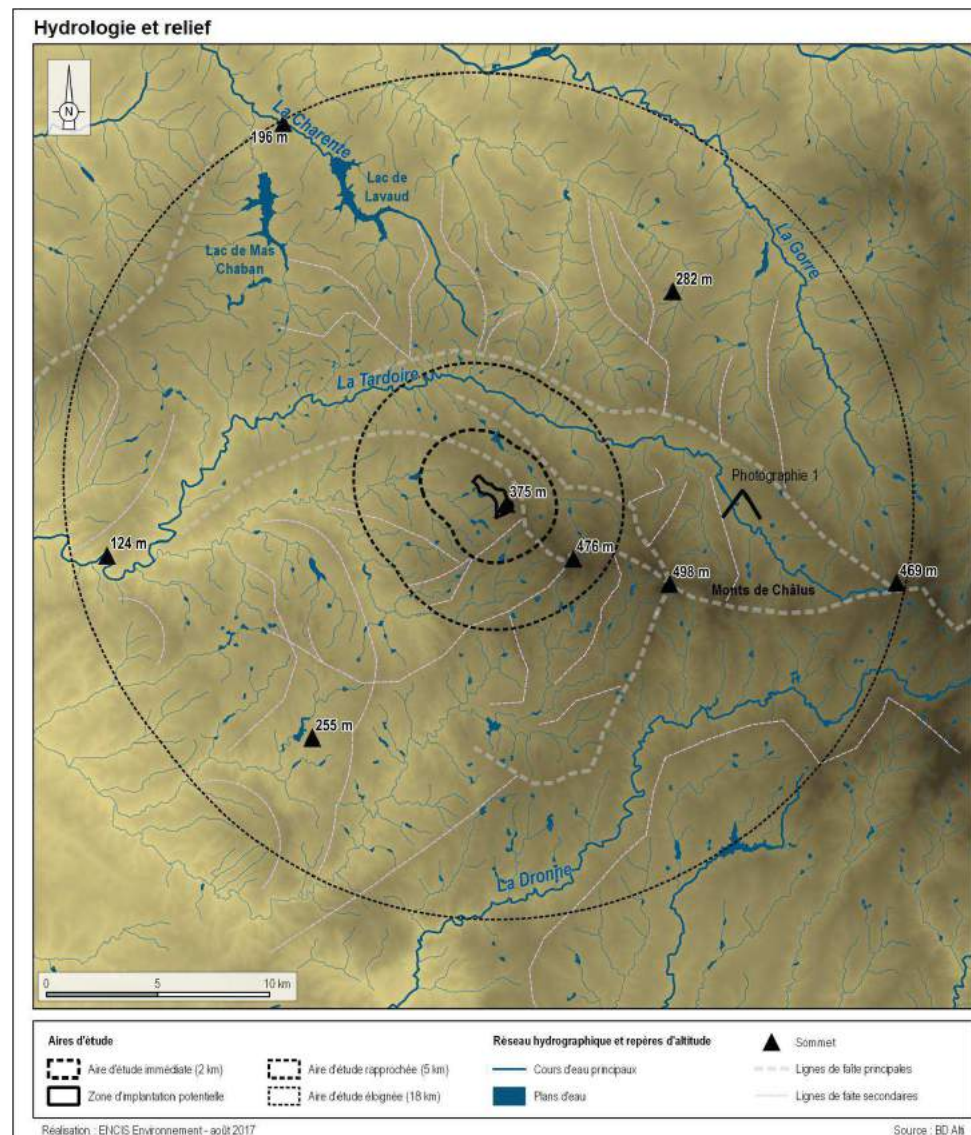 Hydrologie et relief
N
196 m
La Charente
Lac de
Lavaud
Lac de Mas
Chaban
La Gorre
282 m
La Tardoire
Photographie 1
375 m
124 m
476 m
498 m
469 m
Monts de Châlus
255 m
La Dronne
0 5 10 km
Aires d'étude
Aire d'étude immédiate (2 km)
Zone d'implantation potentielle
Aire d'étude rapprochée (5 km)
Aire d'étude éloignée (18 km)
Réseau hydrographique et repères d'altitude
Cours d'eau principaux
Plans d'eau
Sommet
Lignes de faîte principales
Lignes de faite secondaires
Réalisation : ENCIS Environnement - août 2017
Source : BD Alti